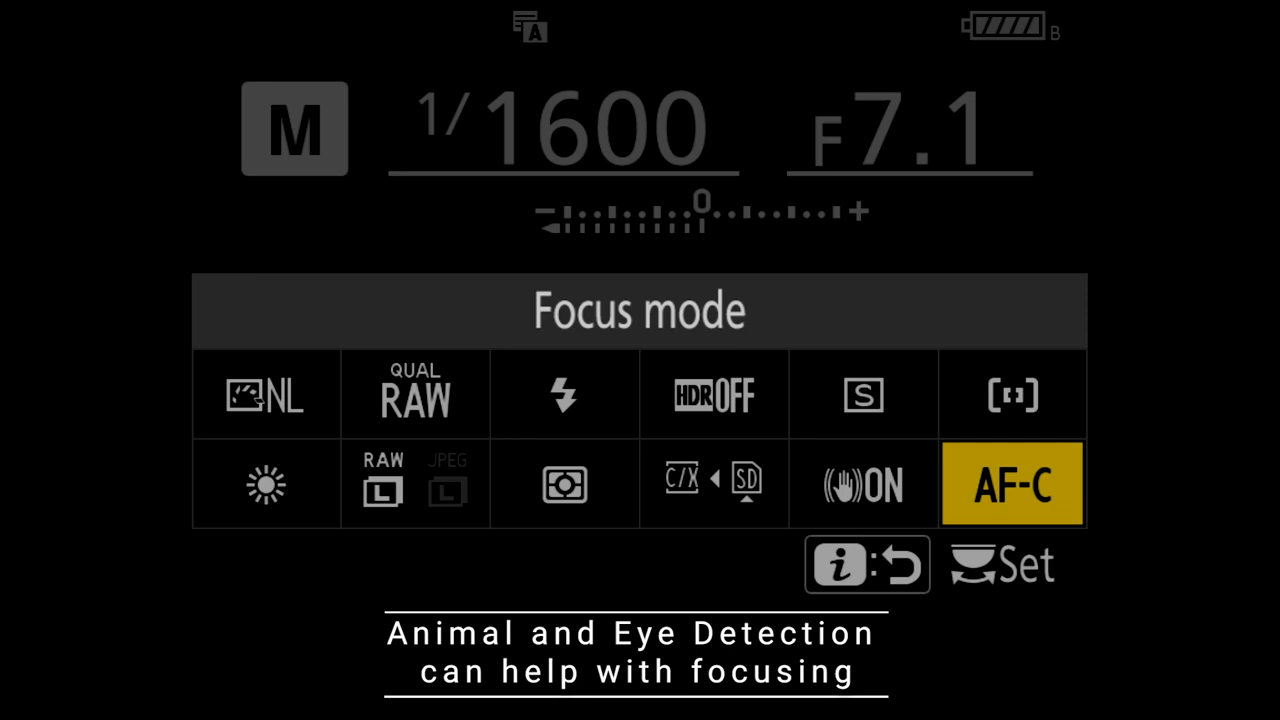 A
B
M 1/1600 F7.1
- 0 +
Focus mode
NL QUAL RAW HDR OFF S
RAW L JPEG L C/X SD ON AF-C
i : Set
Animal and Eye Detection
can help with focusing